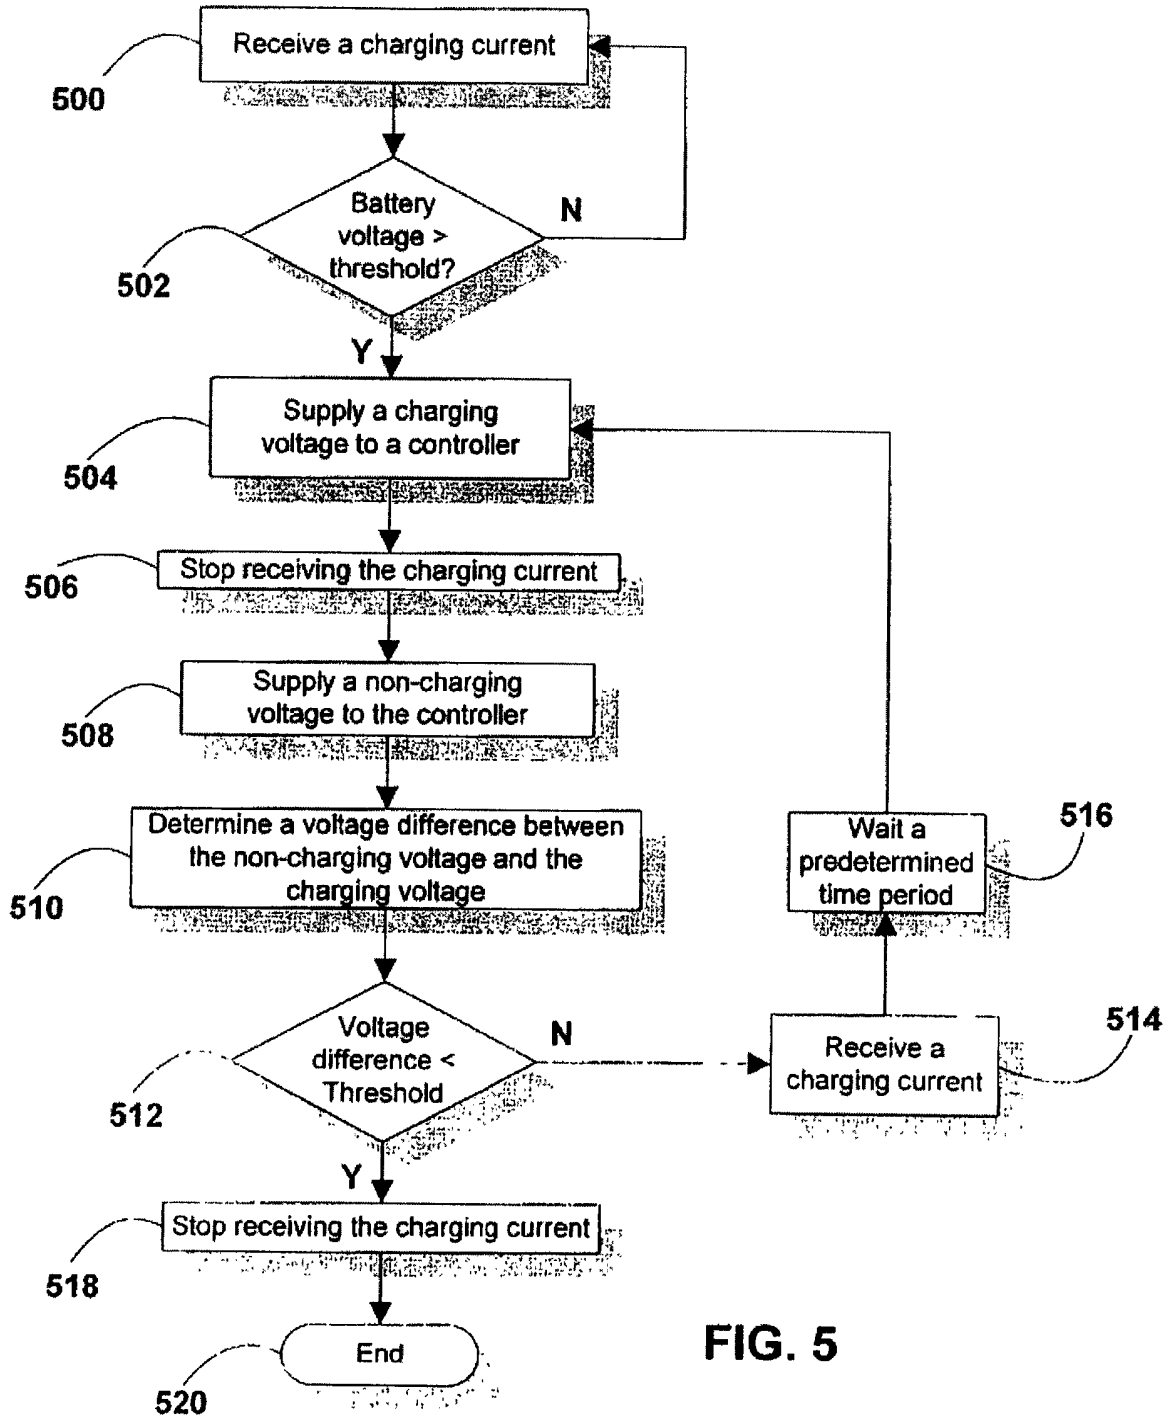 Receive a charging current
500
Battery
voltage >
threshold?
N
502
Y
Supply a charging
voltage to a controller
504
Stop receiving the charging current
506
Supply a non-charging
voltage to the controller
508
Determine a voltage difference between
the non-charging voltage and the
charging voltage
510
Wait a
predetermined
time period
516
Voltage
difference <
Threshold
N
512
Receive a
charging current
514
Y
Stop receiving the charging current
518
End
520
FIG. 5